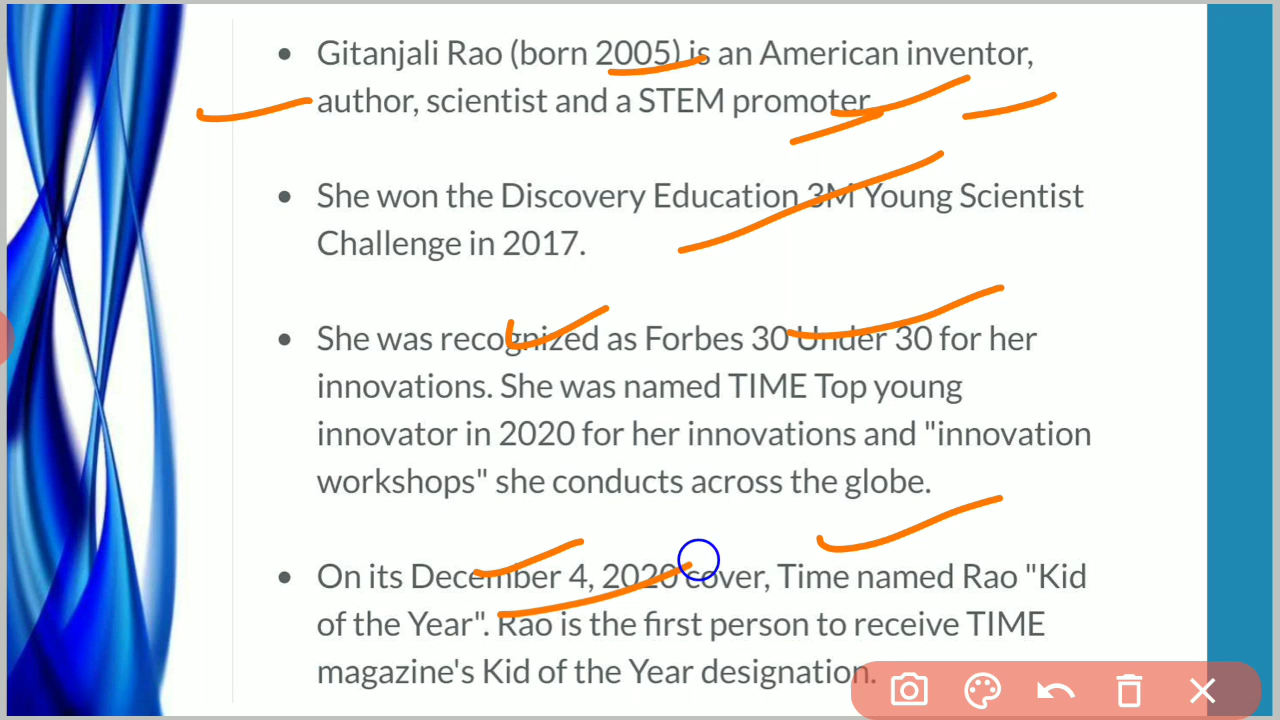 Gitanjali Rao (born 2005) is an American inventor,
author, scientist and a STEM promoter
She won the Discovery Education 3M Young Scientist
Challenge in 2017.
She was recognized as Forbes 30 Under 30 for her
innovations. She was named TIME Top young
innovator in 2020 for her innovations and "innovation
workshops" she conducts across the globe.
On its December 4, 2020 cover, Time named Rao "Kid
of the Year". Rao is the first person to receive TIME
magazine's Kid of the Year designation.